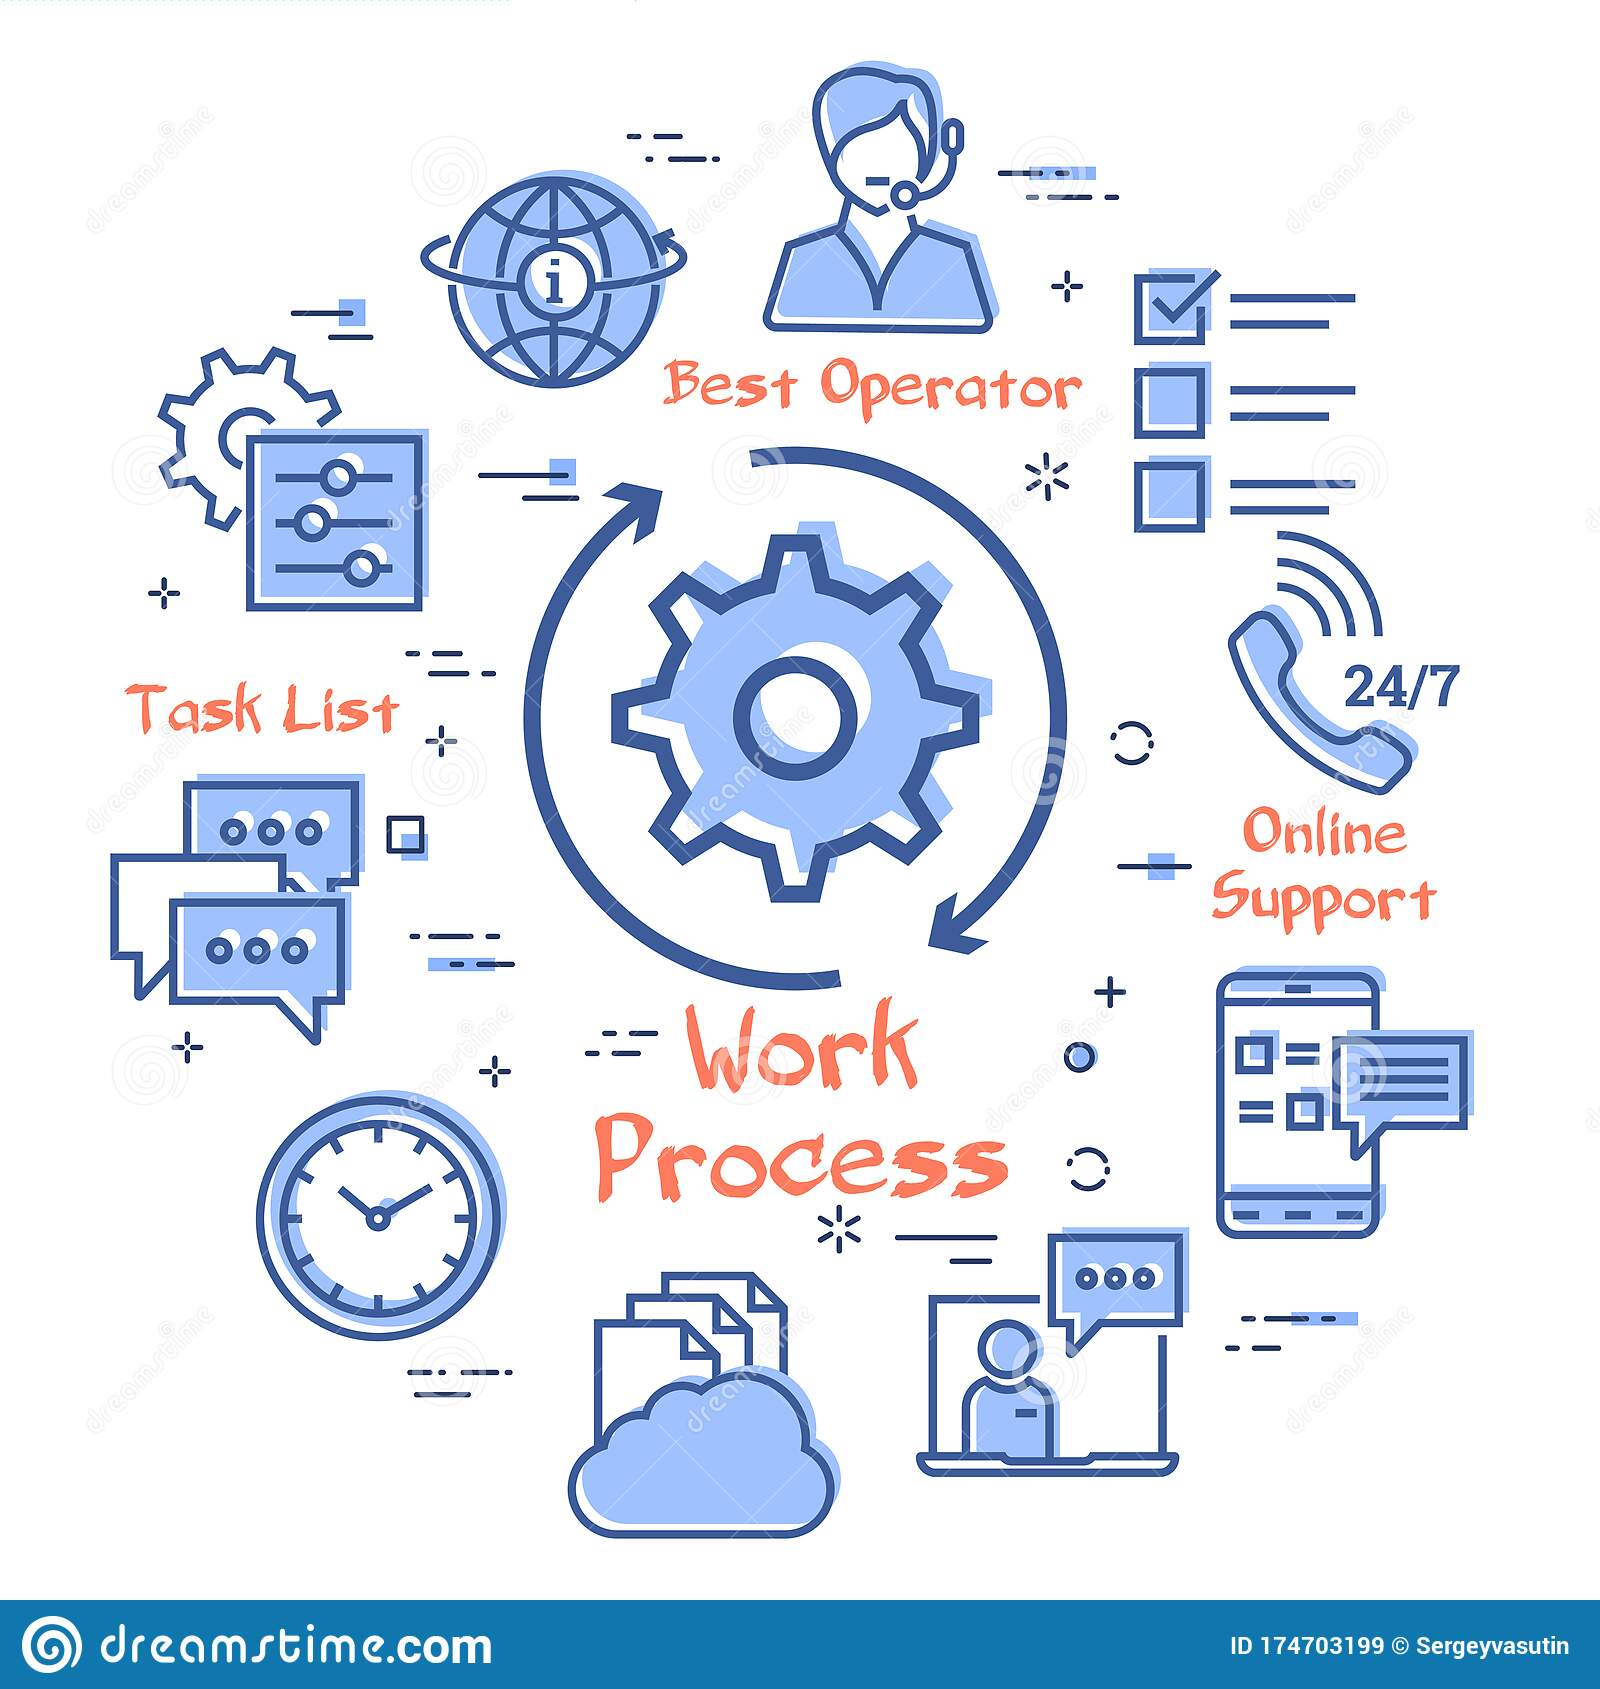 i
Best Operator
Task List
24/7
Online
Support
Work
Process
dreamstime.com
ID 174703199 © Sergeyvasutin